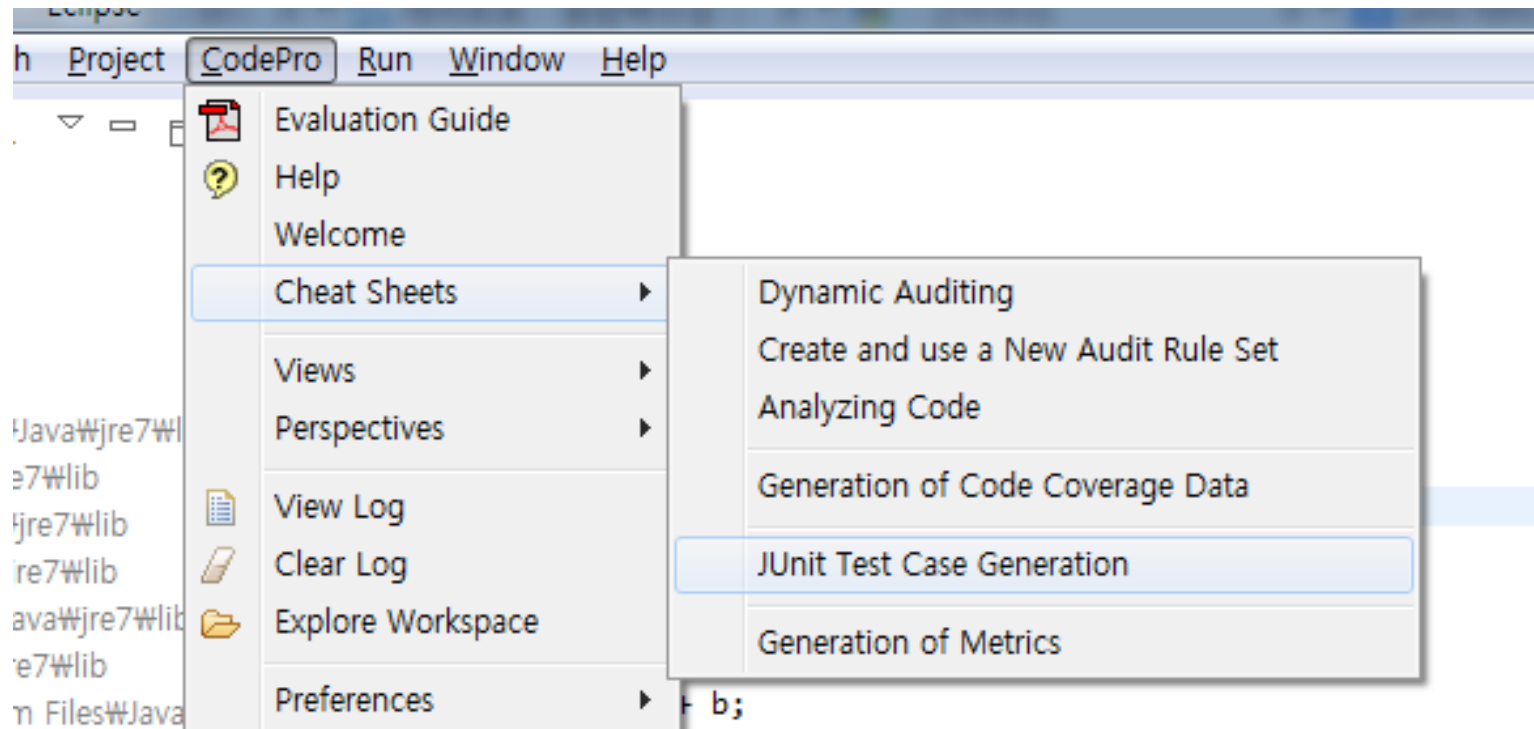 Eclipse
h Project CodePro Run Window Help
Evaluation Guide
Help
Welcome
Cheat Sheets
Dynamic Auditing
Create and use a New Audit Rule Set
Analyzing Code
Generation of Code Coverage Data
JUnit Test Case Generation
Generation of Metrics
Views
Perspectives
View Log
Clear Log
Explore Workspace
Preferences
₩Java₩jre7₩l
e7₩lib
₩jre7₩lib
jre7₩lib
ava₩jre7₩lib
re7₩lib
m Files₩Java
+ b;